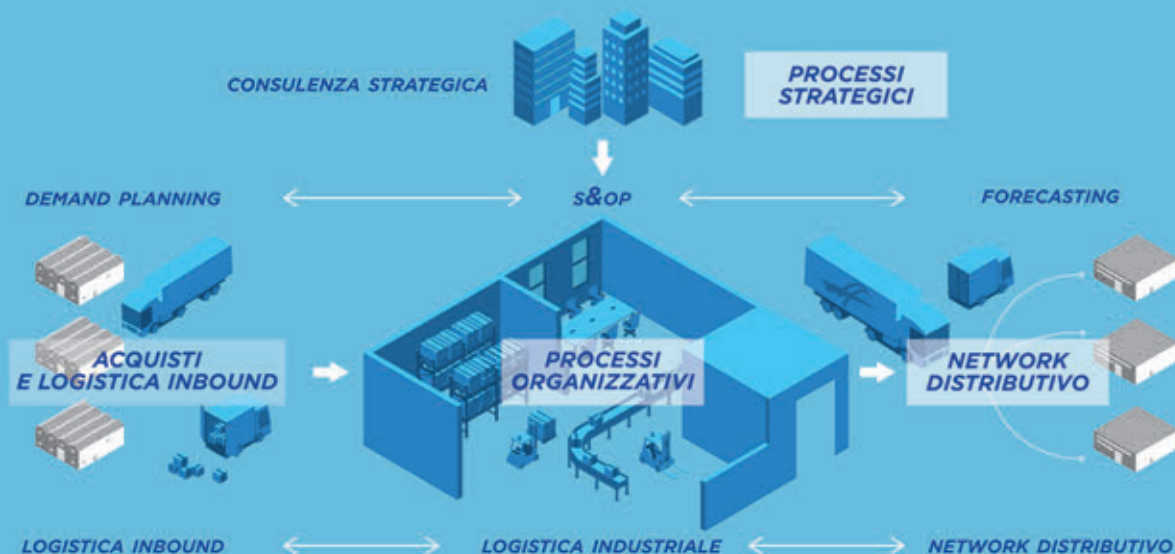 CONSULENZA STRATEGICA
PROCESSI
STRATEGICI
DEMAND PLANNING
S&OP
FORECASTING
ACQUISTI
E LOGISTICA INBOUND
PROCESSI
ORGANIZZATIVI
NETWORK
DISTRIBUTIVO
LOGISTICA INBOUND
LOGISTICA INDUSTRIALE
NETWORK DISTRIBUTIVO